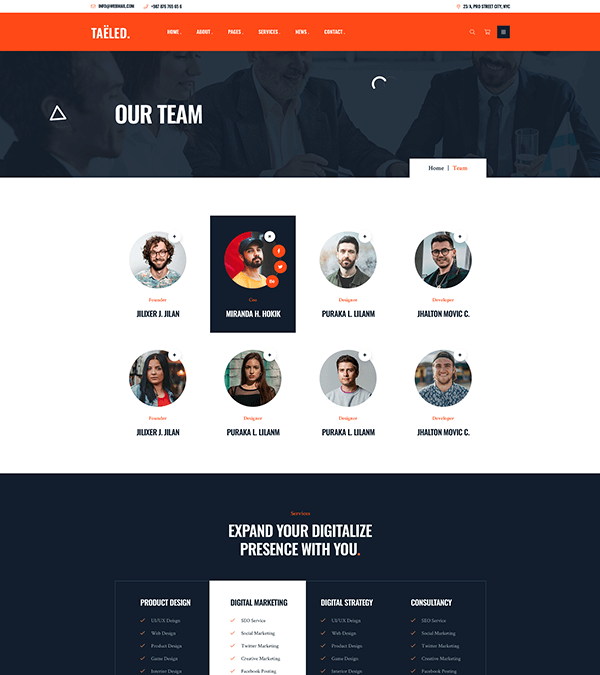 INFO@WEBMAIL.COM +987 876 765 65 6 23/A, PRO STREET CITY, NYC
TAËLED. HOME ABOUT PAGES SERVICES NEWS CONTACT
OUR TEAM
Home | Team
Founder Ceo Designer Developer
JILIXER J. JILAN MIRANDA H. HOKIK PURAKA L. LILANM JHALTON MOVIC C.
Founder Designer Designer Developer
JILIXER J. JILAN PURAKA L. LILANM PURAKA L. LILANM JHALTON MOVIC C.
Services
EXPAND YOUR DIGITALIZE
PRESENCE WITH YOU.
PRODUCT DESIGN DIGITAL MARKETING DIGITAL STRATEGY CONSULTANCY
UI/UX Design SEO Service UI/UX Design SEO Service
Web Design Social Marketing Web Design Social Marketing
Product Design Twitter Marketing Product Design Twitter Marketing
Game Design Creative Marketing Game Design Creative Marketing
Interior Design Facebook Posting Interior Design Facebook Posting